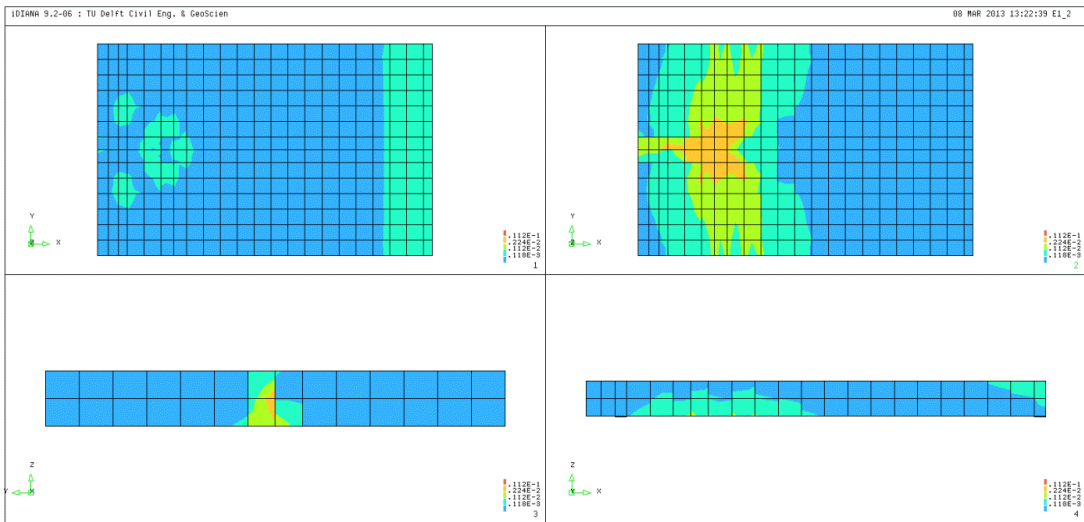 iDIANA 9.2-06 : TU Delft Civil Eng. & GeoScien
08 MAR 2013 13:22:39 E1_2
Y
Z X
.112E-1
.224E-2
.112E-2
.118E-3
1
Y
Z X
.112E-1
.224E-2
.112E-2
.118E-3
2
Z
Y X
.112E-1
.224E-2
.112E-2
.118E-3
3
Z
Y X
.112E-1
.224E-2
.112E-2
.118E-3
4